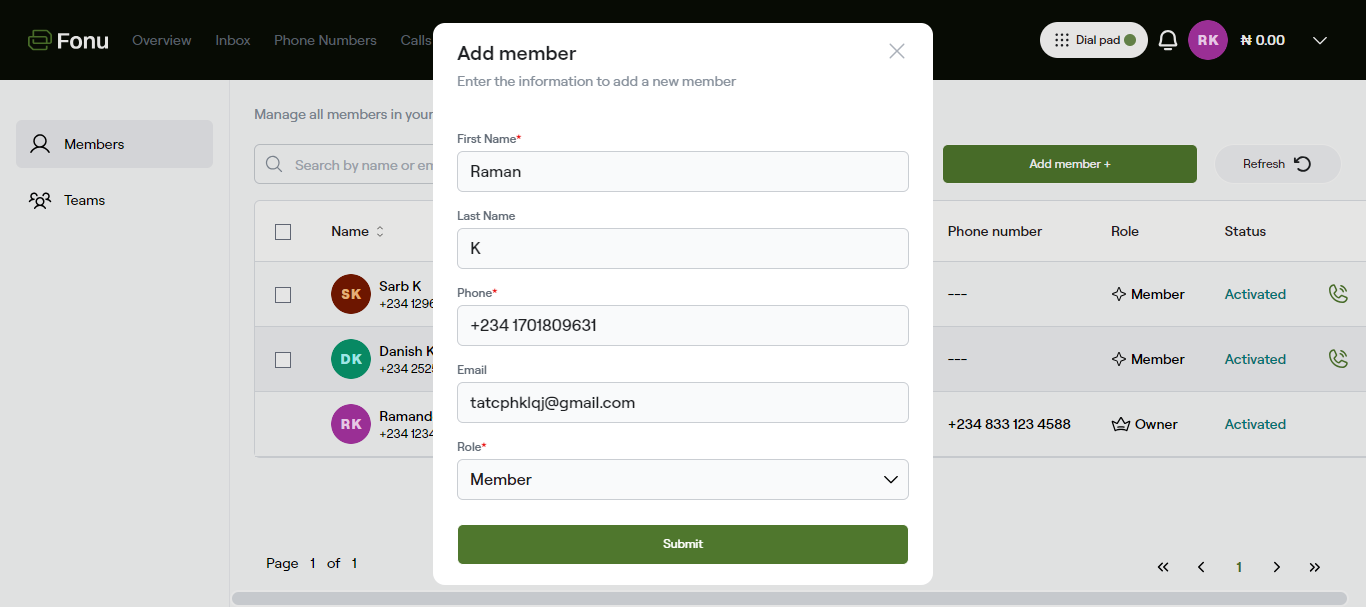 Fonu
Overview
Inbox
Phone Numbers
Calls
Dial pad
RK
₦ 0.00
Members
Teams
Manage all members in your
Search by name or em
Add member +
Refresh
Name
Phone number
Role
Status
SK
Sarb K
+234 1296
---
Member
Activated
DK
Danish K
+234 252
---
Member
Activated
RK
Ramand
+234 1234
+234 833 123 4588
Owner
Activated
Page 1 of 1
1
Add member
Enter the information to add a new member
First Name*
Raman
Last Name
K
Phone*
+234 1701809631
Email
tatcphklqj@gmail.com
Role*
Member
Submit